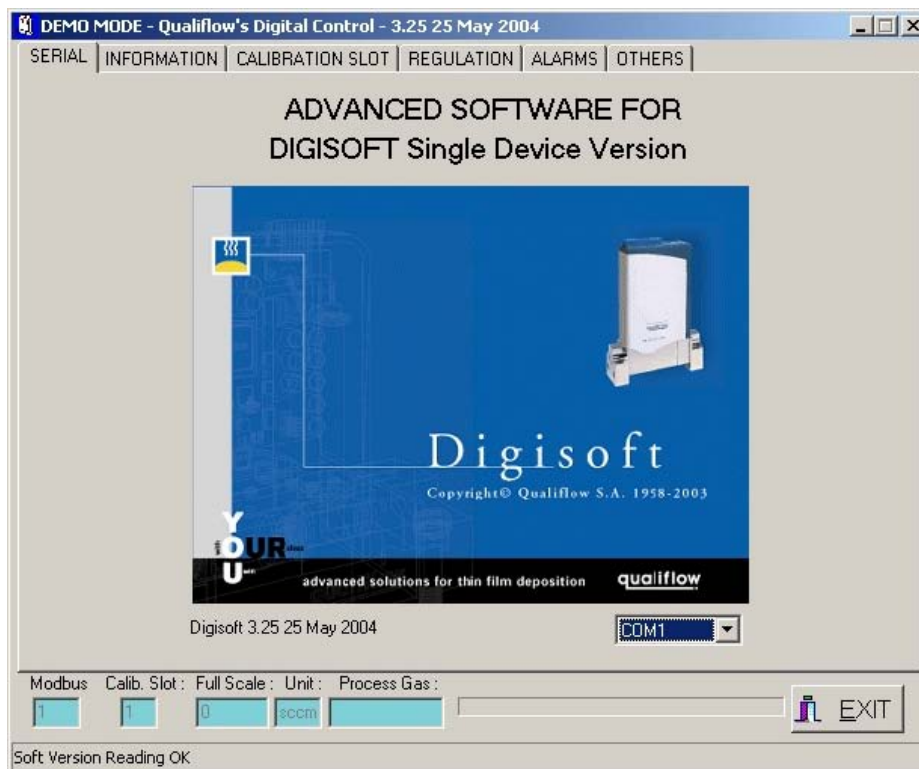 DEMO MODE - Qualiflow's Digital Control - 3.25 25 May 2004
SERIAL INFORMATION CALIBRATION SLOT REGULATION ALARMS OTHERS
ADVANCED SOFTWARE FOR
DIGISOFT Single Device Version
Digisoft
Copyright© Qualiflow S.A. 1958-2003
with YOUR ideas
YOU
advanced solutions for thin film deposition qualiflow
Digisoft 3.25 25 May 2004 COM1
Modbus Calib. Slot : Full Scale : Unit : Process Gas :
1 1 0 sccm EXIT
Soft Version Reading OK